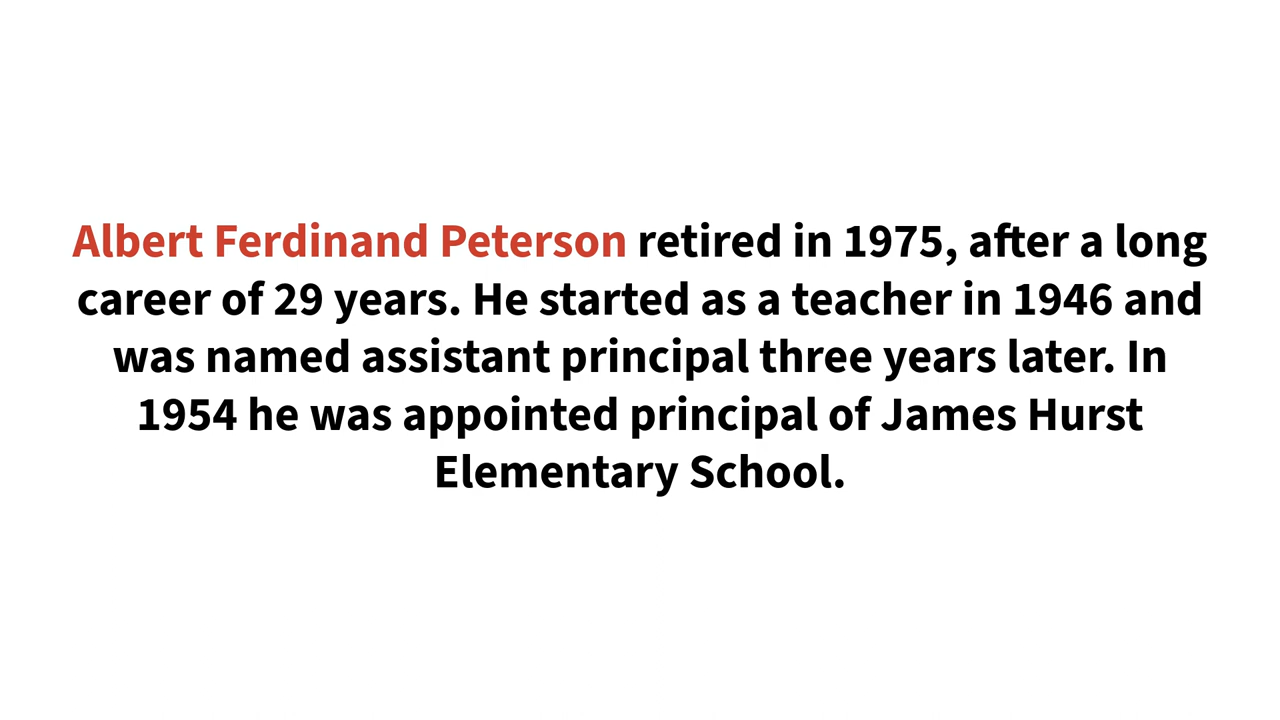 Albert Ferdinand Peterson retired in 1975, after a long
career of 29 years. He started as a teacher in 1946 and
was named assistant principal three years later. In
1954 he was appointed principal of James Hurst
Elementary School.